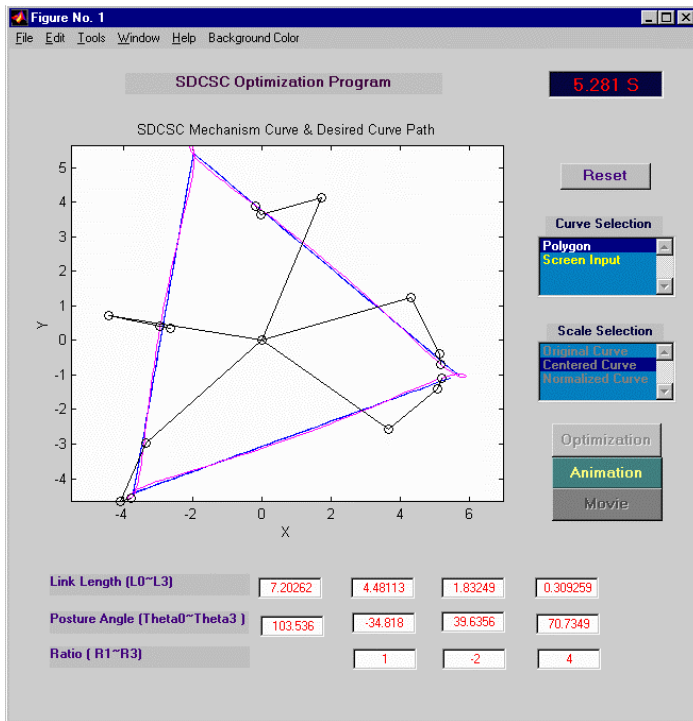 Figure No. 1
File Edit Tools Window Help Background Color
SDCSC Optimization Program
5.281 S
SDCSC Mechanism Curve & Desired Curve Path
5
4
3
2
1
0
-1
-2
-3
-4
Y
-4 -2 0 2 4 6
X
Reset
Curve Selection
Polygon
Screen Input
Scale Selection
Original Curve
Centered Curve
Normalized Curve
Optimization
Animation
Movie
Link Length (L0~L3) 7.20262 4.48113 1.83249 0.309259
Posture Angle (Theta0~Theta3 ) 103.536 -34.818 39.6356 70.7349
Ratio ( R1~R3) 1 -2 4